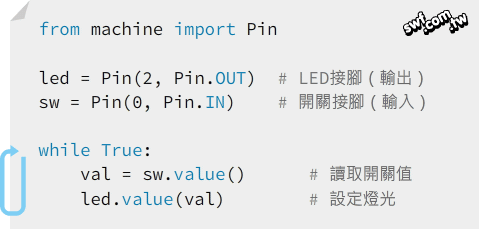 swf.com.tw
from machine import Pin
led = Pin(2, Pin.OUT)  # LED接腳(輸出)
sw = Pin(0, Pin.IN)    # 開關接腳(輸入)
while True:
    val = sw.value()      # 讀取開關值
    led.value(val)        # 設定燈光